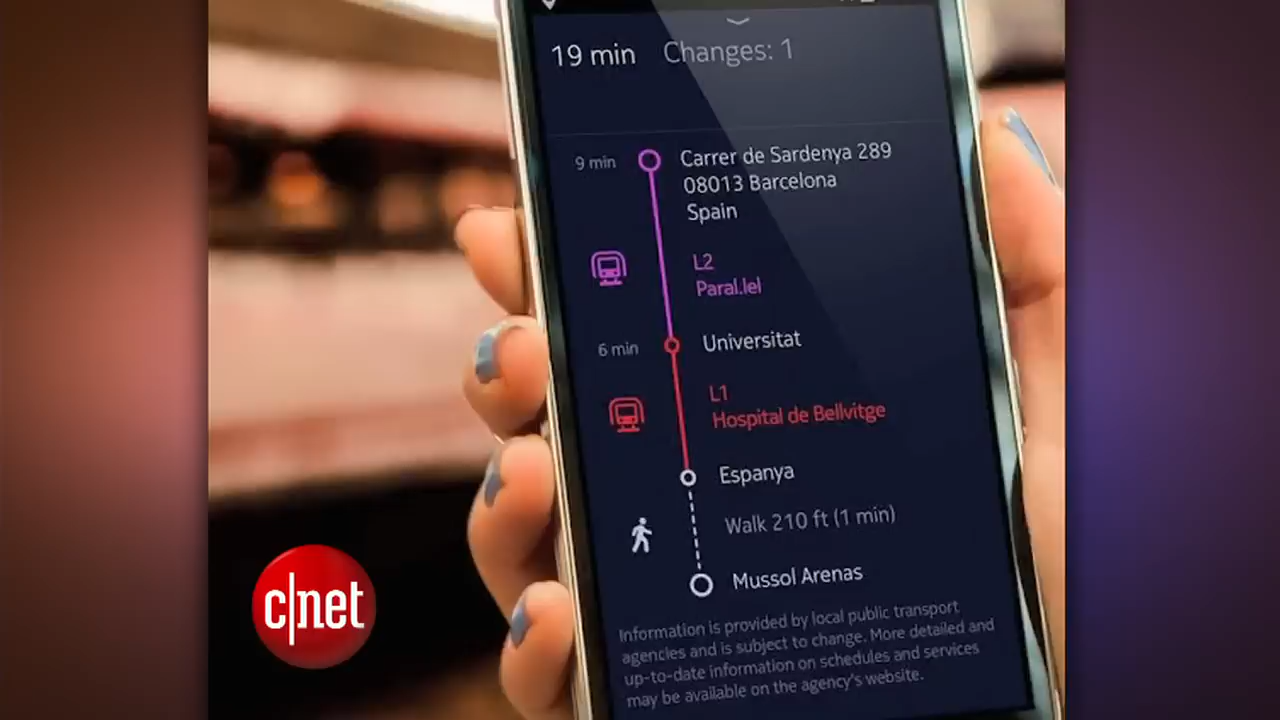 19 min Changes: 1
9 min
Carrer de Sardenya 289
08013 Barcelona
Spain
L2
Paral.lel
6 min
Universitat
L1
Hospital de Bellvitge
Espanya
Walk 210 ft (1 min)
Mussol Arenas
Information is provided by local public transport
agencies and is subject to change. More detailed and
up-to-date information on schedules and services
may be available on the agency's website.
c|net